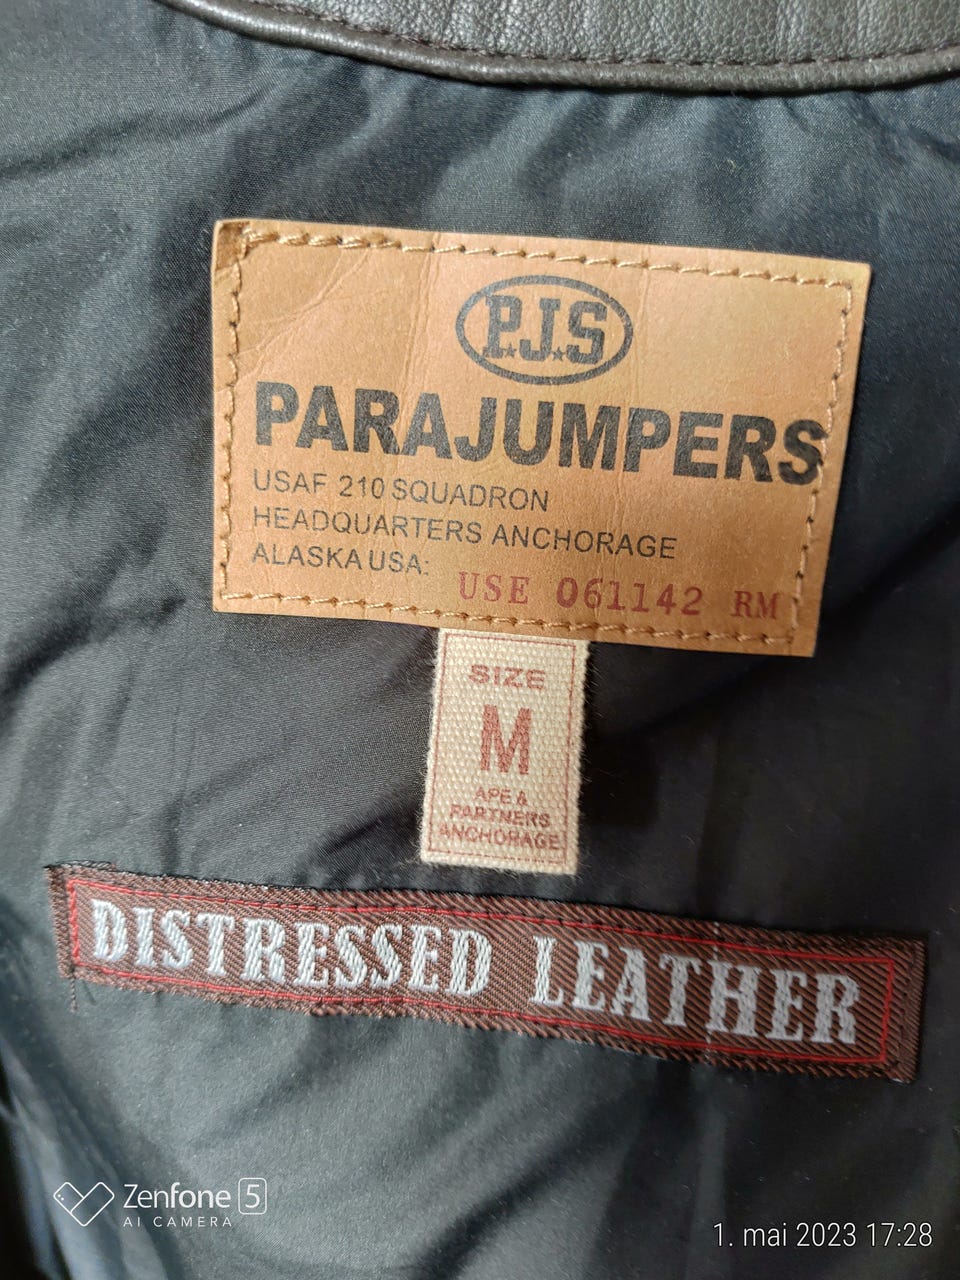 P.J.S
PARAJUMPERS
USAF 210 SQUADRON
HEADQUARTERS ANCHORAGE
ALASKA USA:
USE 061142 RM
SIZE
M
APE &
PARTNERS
ANCHORAGE
DISTRESSED LEATHER
Zenfone 5
AI CAMERA
1. mai 2023 17:28